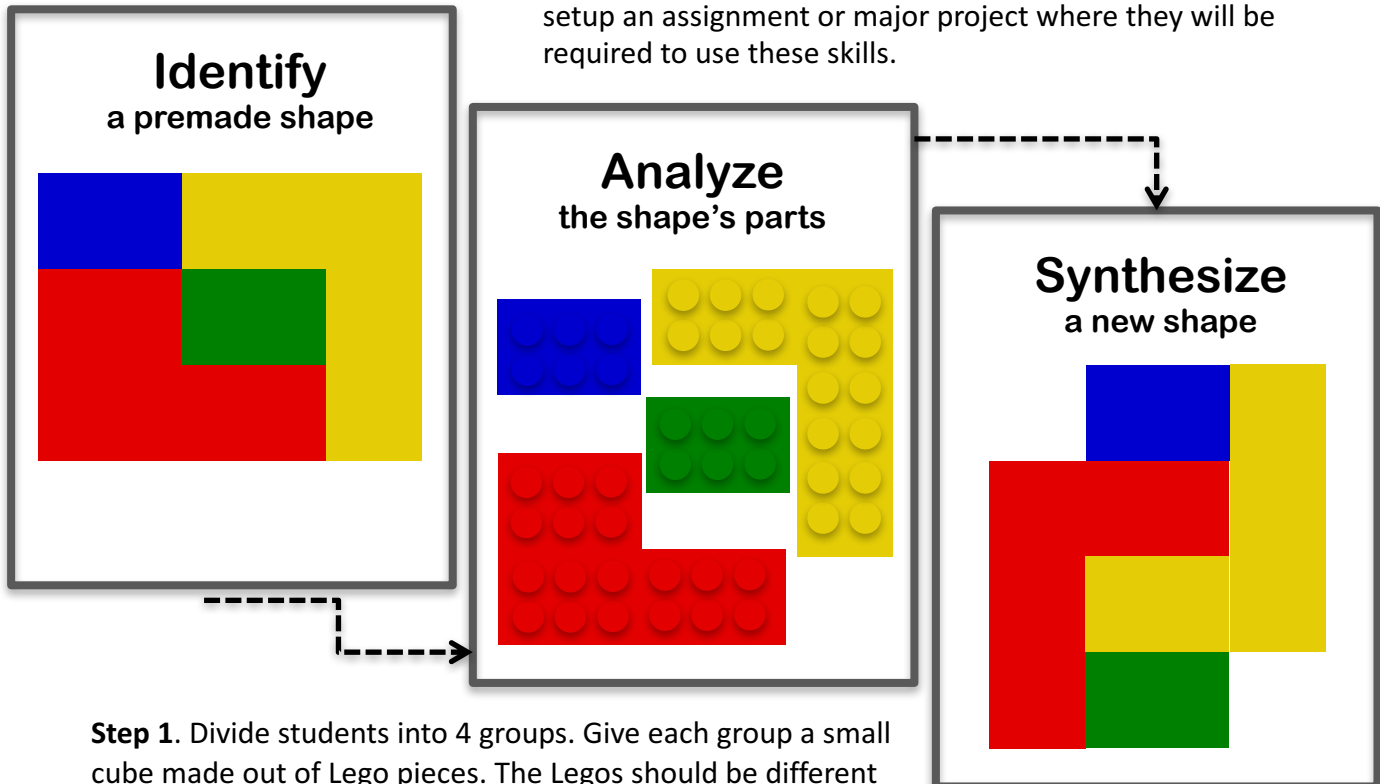 setup an assignment or major project where they will be
required to use these skills.
Identify
a premade shape
Analyze
the shape’s parts
Synthesize
a new shape
Step 1. Divide students into 4 groups. Give each group a small
cube made out of Lego pieces. The Legos should be different